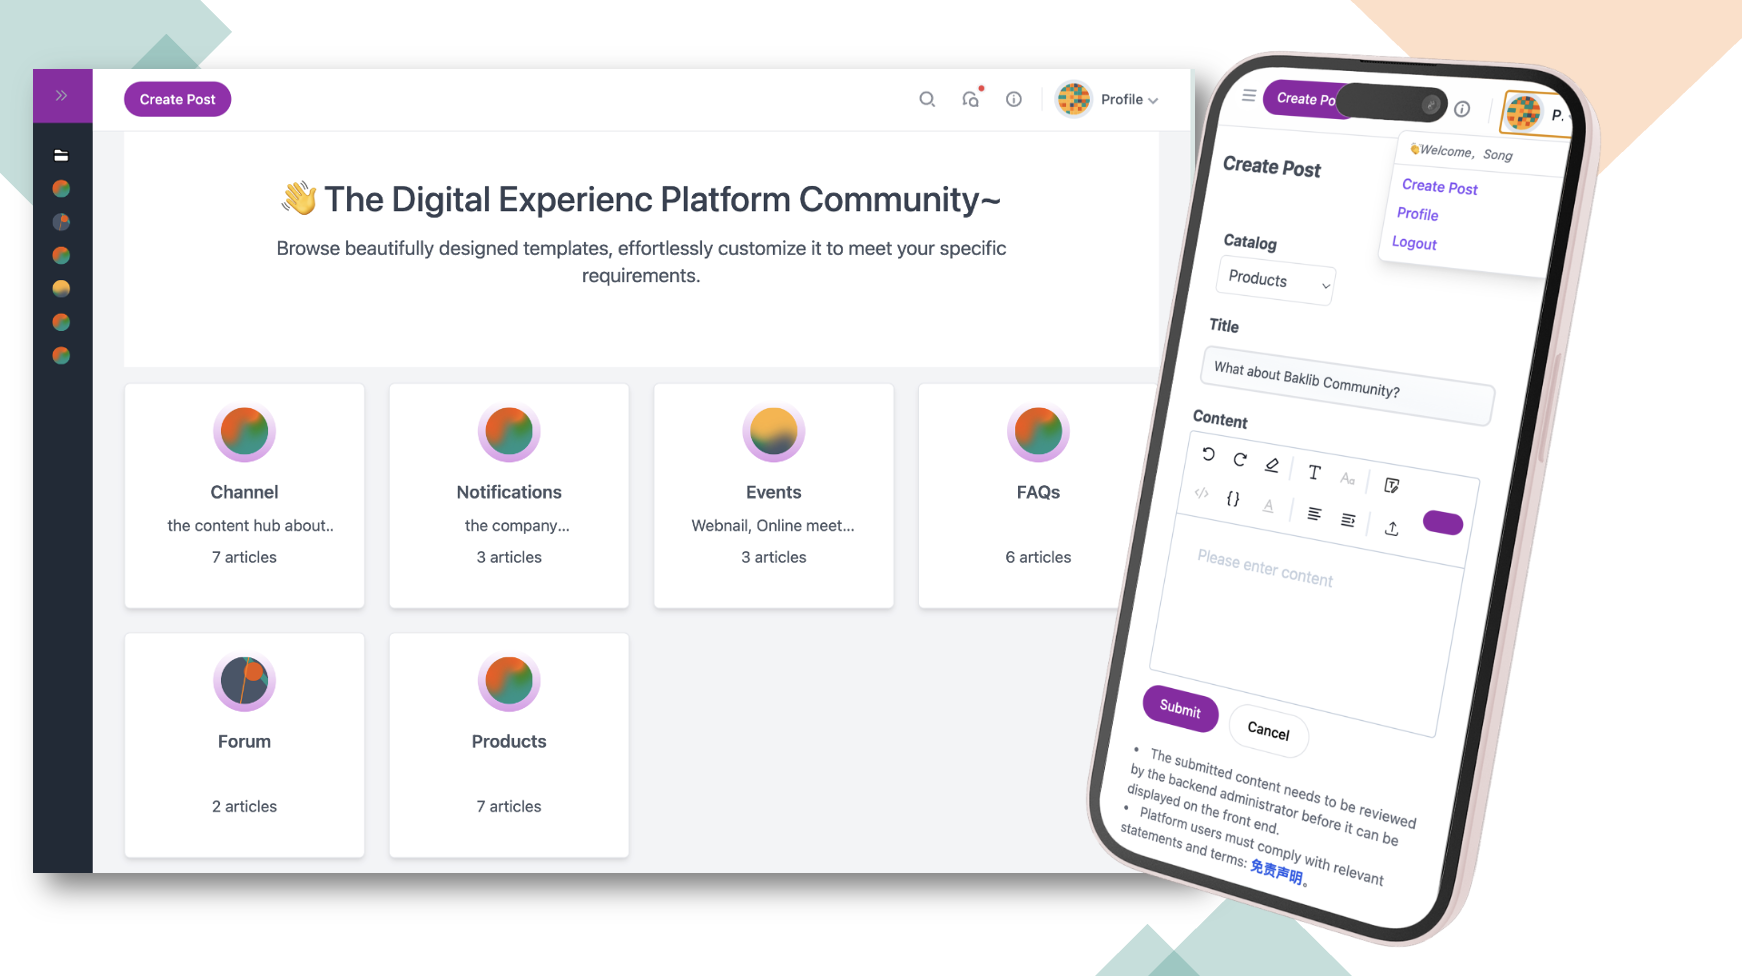 Create Post
Profile
👋 The Digital Experienc Platform Community~
Browse beautifully designed templates, effortlessly customize it to meet your specific
requirements.
Channel
the content hub about..
7 articles
Notifications
the company...
3 articles
Events
Webnail, Online meet...
3 articles
FAQs
6 articles
Forum
2 articles
Products
7 articles
Create Po
P.
👋Welcome, Song
Create Post
Profile
Logout
Create Post
Catalog
Products
Title
What about Baklib Community?
Content
Please enter content
Submit
Cancel
• The submitted content needs to be reviewed
by the backend administrator before it can be
displayed on the front end.
• Platform users must comply with relevant
statements and terms: 免责声明。